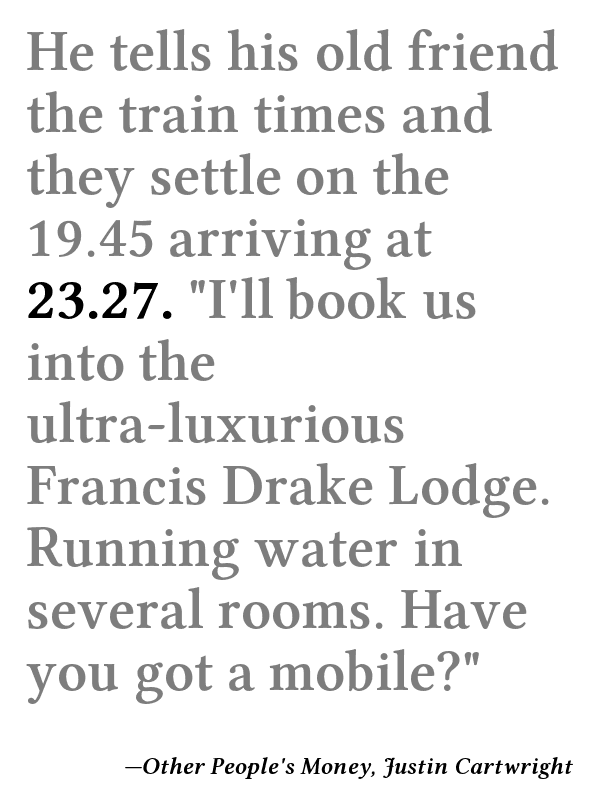 He tells his old friend
the train times and
they settle on the
19.45 arriving at
23.27. "I'll book us
into the
ultra-luxurious
Francis Drake Lodge.
Running water in
several rooms. Have
you got a mobile?"
—Other People's Money, Justin Cartwright